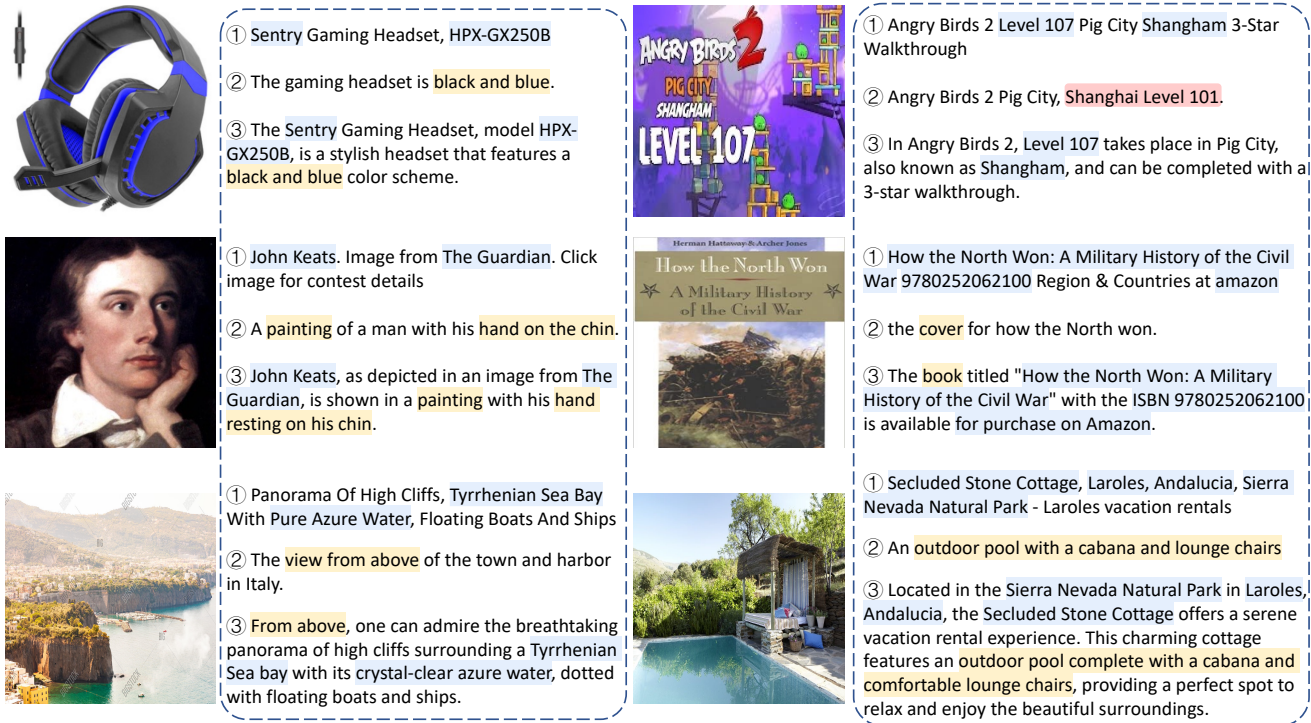 ① Sentry Gaming Headset, HPX-GX250B
② The gaming headset is black and blue.
③ The Sentry Gaming Headset, model HPX-
GX250B, is a stylish headset that features a
black and blue color scheme.
ANGRY BIRDS 2
PIG CITY
SHANGHAM
LEVEL 107
① Angry Birds 2 Level 107 Pig City Shangham 3-Star
Walkthrough
② Angry Birds 2 Pig City, Shanghai Level 101.
③ In Angry Birds 2, Level 107 takes place in Pig City,
also known as Shangham, and can be completed with a
3-star walkthrough.
① John Keats. Image from The Guardian. Click
image for contest details
② A painting of a man with his hand on the chin.
③ John Keats, as depicted in an image from The
Guardian, is shown in a painting with his hand
resting on his chin.
Herman Hattaway & Archer Jones
How the North Won
A Military History
of the Civil War
① How the North Won: A Military History of the Civil
War 9780252062100 Region & Countries at amazon
② the cover for how the North won.
③ The book titled "How the North Won: A Military
History of the Civil War" with the ISBN 9780252062100
is available for purchase on Amazon.
① Panorama Of High Cliffs, Tyrrhenian Sea Bay
With Pure Azure Water, Floating Boats And Ships
② The view from above of the town and harbor
in Italy.
③ From above, one can admire the breathtaking
panorama of high cliffs surrounding a Tyrrhenian
Sea bay with its crystal-clear azure water, dotted
with floating boats and ships.
① Secluded Stone Cottage, Laroles, Andalucia, Sierra
Nevada Natural Park - Laroles vacation rentals
② An outdoor pool with a cabana and lounge chairs
③ Located in the Sierra Nevada Natural Park in Laroles,
Andalucia, the Secluded Stone Cottage offers a serene
vacation rental experience. This charming cottage
features an outdoor pool complete with a cabana and
comfortable lounge chairs, providing a perfect spot to
relax and enjoy the beautiful surroundings.